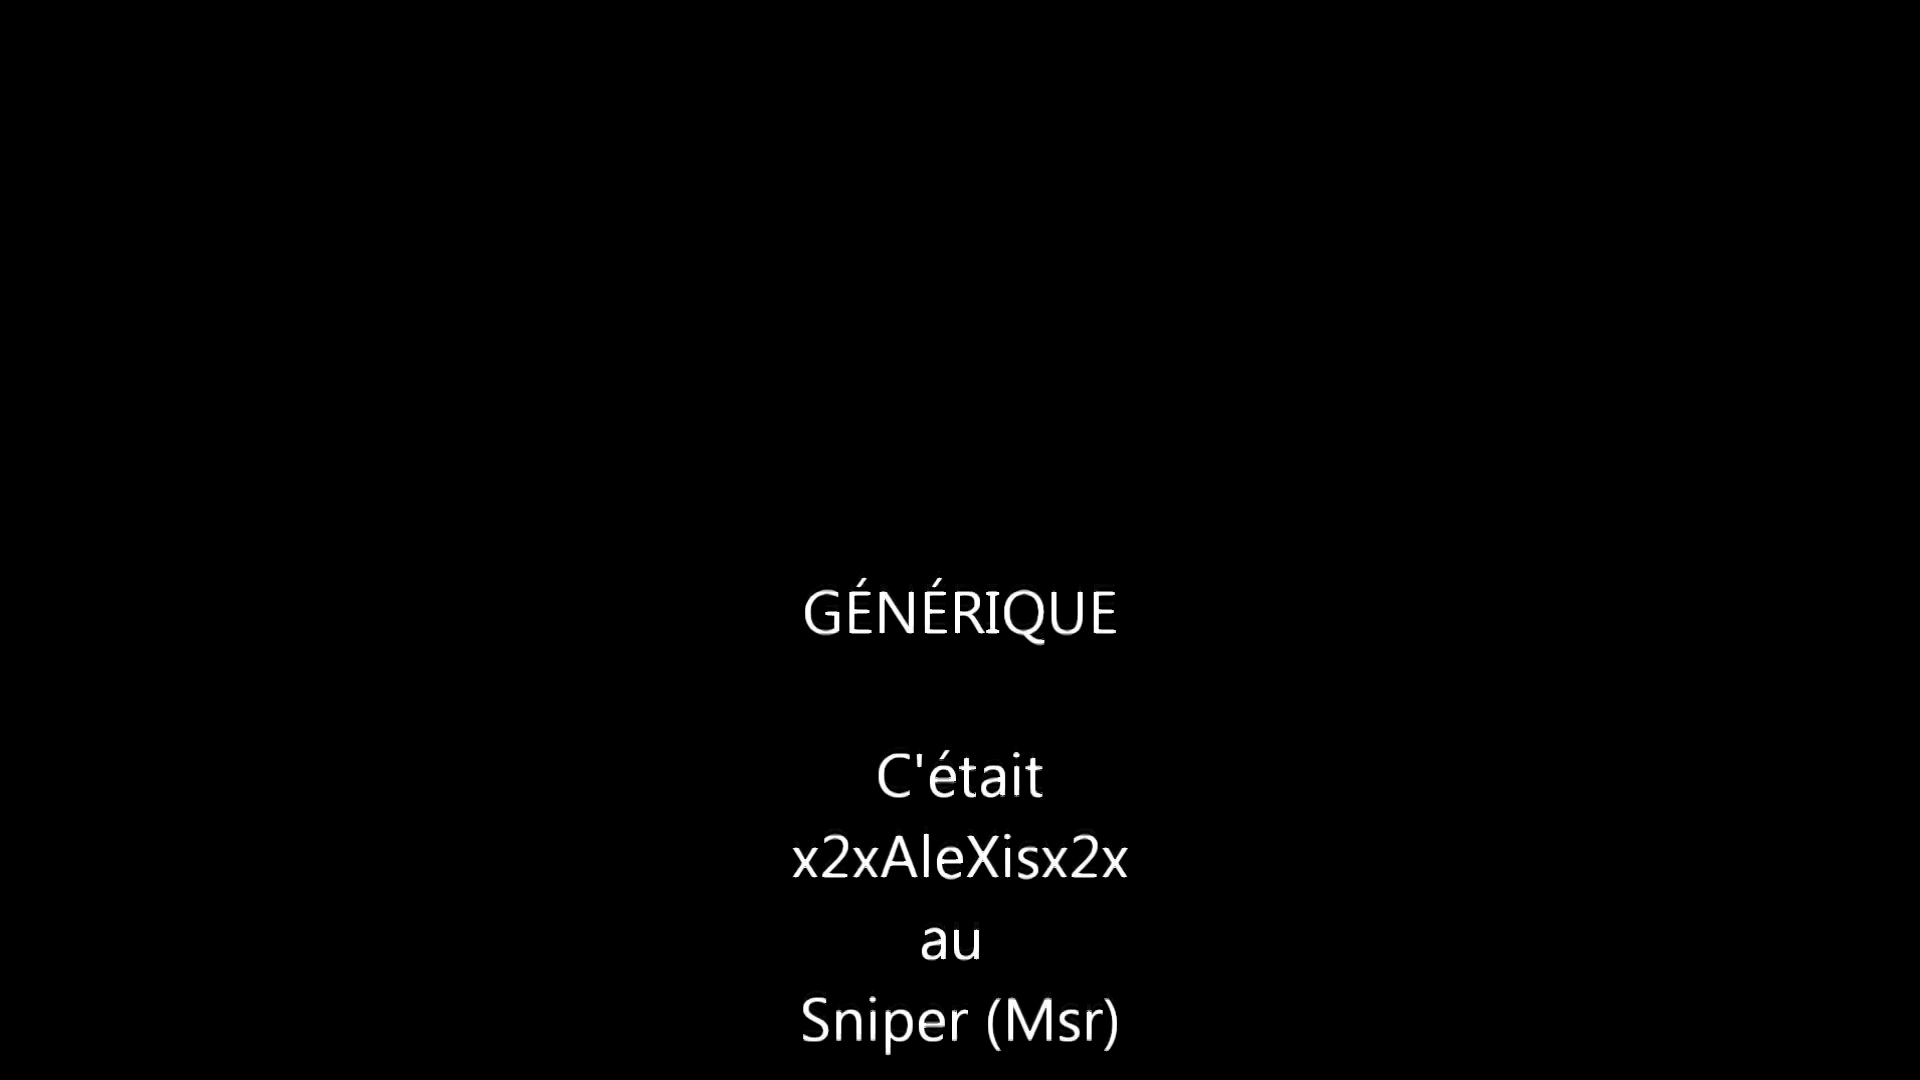 GÉNÉRIQUE
C'était
x2xAleXisx2x
au
Sniper (Msr)